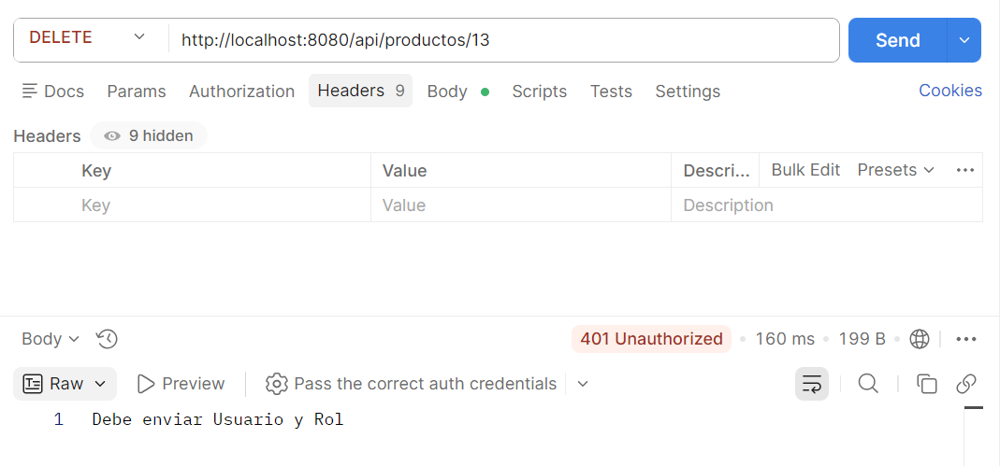 DELETE http://localhost:8080/api/productos/13 Send
Docs Params Authorization Headers 9 Body Scripts Tests Settings Cookies
Headers 9 hidden
Key Value Descri... Bulk Edit Presets
Key Value Description
Body 401 Unauthorized 160 ms 199 B
Raw Preview Pass the correct auth credentials
1 Debe enviar Usuario y Rol